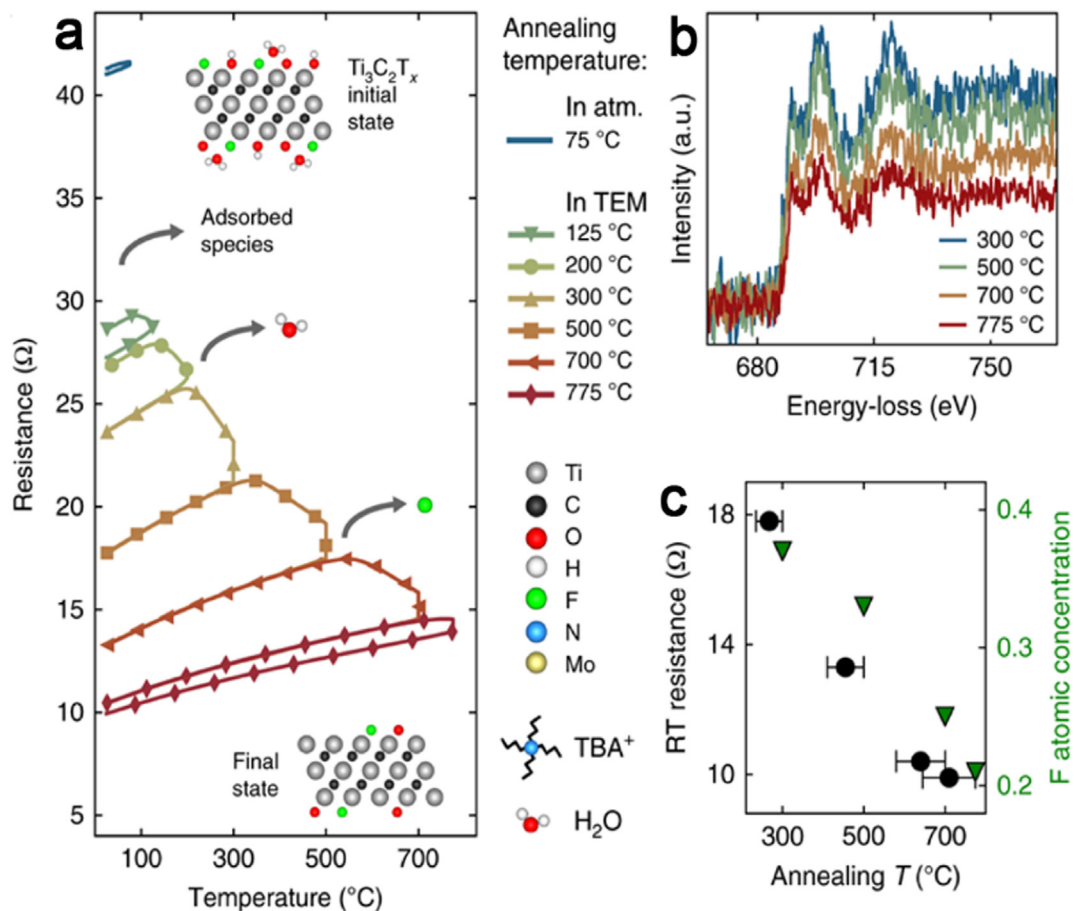 a
Ti3C2Tx
initial
state
Adsorbed
species
Final
state
40
35
30
25
20
15
10
5
Resistance (Ω)
100
300
500
700
Temperature (°C)
Annealing
temperature:
In atm.
75 °C
In TEM
125 °C
200 °C
300 °C
500 °C
700 °C
775 °C
Ti
C
O
H
F
N
Mo
TBA+
H2O
b
Intensity (a.u.)
300 °C
500 °C
700 °C
775 °C
680
715
750
Energy-loss (eV)
c
RT resistance (Ω)
18
14
10
0.4
0.3
0.2
F atomic concentration
300
500
700
Annealing T (°C)